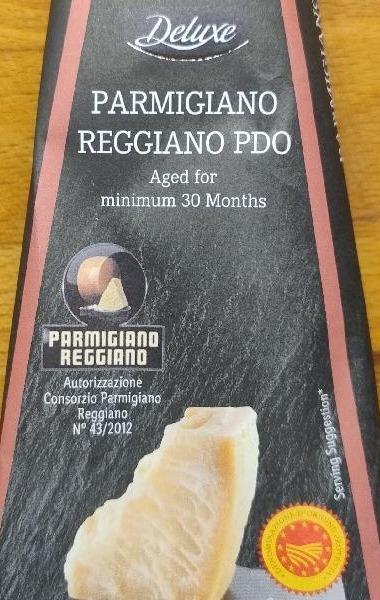 Deluxe
PARMIGIANO
REGGIANO PDO
Aged for
minimum 30 Months
PARMIGIANO
REGGIANO
Autorizzazione
Consorzio Parmigiano
Reggiano
N° 43/2012
Serving Suggestion*